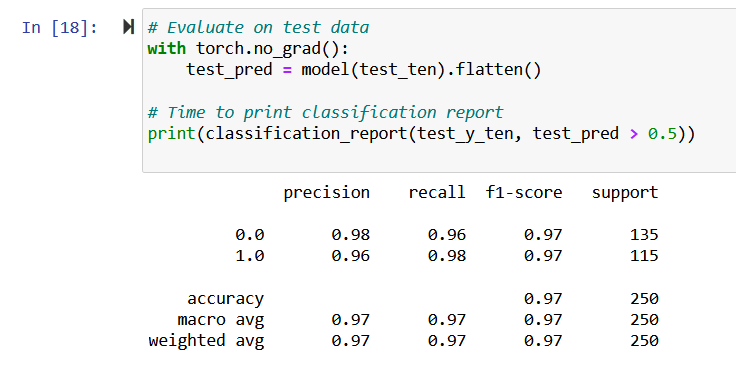 In [18]:
# Evaluate on test data
with torch.no_grad():
    test_pred = model(test_ten).flatten()
# Time to print classification report
print(classification_report(test_y_ten, test_pred > 0.5))
precision recall f1-score support
0.0 0.98 0.96 0.97 135
1.0 0.96 0.98 0.97 115
accuracy 0.97 250
macro avg 0.97 0.97 0.97 250
weighted avg 0.97 0.97 0.97 250